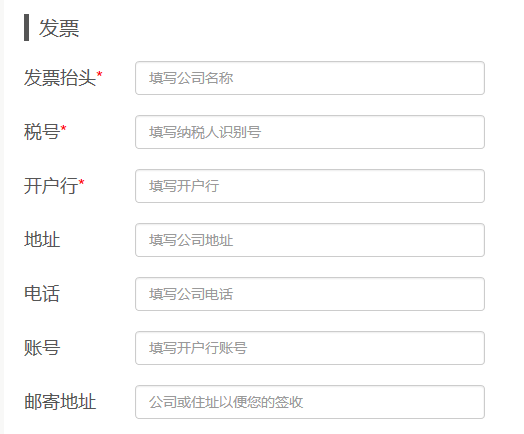 发票
发票抬头* 填写公司名称
税号* 填写纳税人识别号
开户行* 填写开户行
地址 填写公司地址
电话 填写公司电话
账号 填写开户行账号
邮寄地址 公司或住址以便您的签收